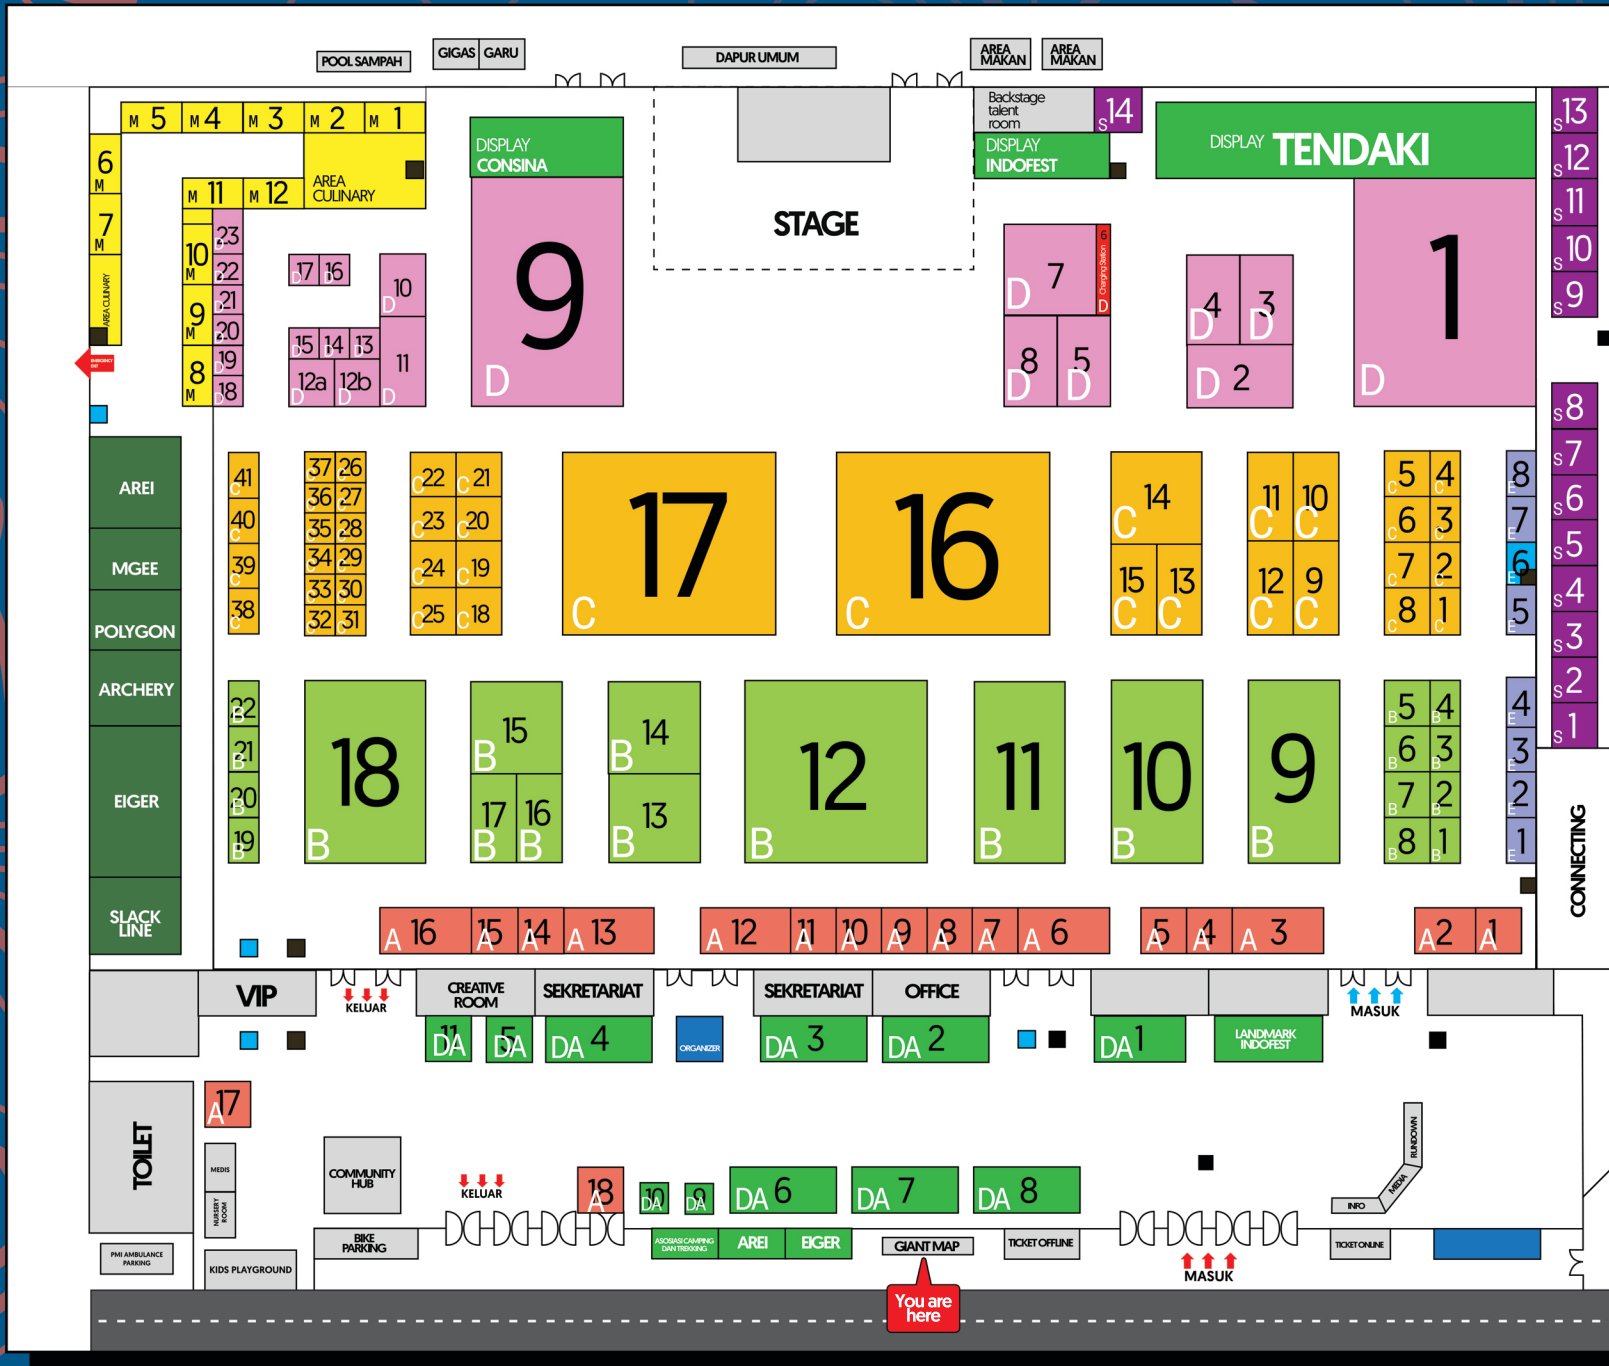 POOL SAMPAH
GIGAS GARU
DAPUR UMUM
AREA
MAKAN
AREA
MAKAN
M 5 M 4 M 3 M 2 M 1
6 M
7 M
AREA CULINARY
EMERGENCY
EXIT
M 11 M 12
AREA
CULINARY
10 M
9 M
8 M
D 23
D 22
D 21
D 20
D 19
D 18
D 17 D 16
D 10
D 15 D 14 D 13
D 11
D 12a D 12b
DISPLAY
CONSINA
9 D
STAGE
Backstage
talent
room
S 14
DISPLAY
INDOFEST
DISPLAY TENDAKI
D 7
6 Charging Station D
D 8 D 5
D 4 D 3
D 2
1 D
S 13
S 12
S 11
S 10
S 9
S 8
S 7
S 6
S 5
S 4
S 3
S 2
S 1
CONNECTING
AREI
MGEE
POLYGON
ARCHERY
EIGER
SLACK
LINE
C 41
C 40
C 39
C 38
C 37 C 26
C 36 C 27
C 35 C 28
C 34 C 29
C 33 C 30
C 32 C 31
C 22 C 21
C 23 C 20
C 24 C 19
C 25 C 18
C 17
C 16
C 14
C 15 C 13
C 11 C 10
C 12 C 9
C 5 C 4
C 6 C 3
C 7 C 2
C 8 C 1
E 8
E 7
E 6
E 5
B 22
B 21
B 20
B 19
B 18
B 15
B 17 B 16
B 14
B 13
B 12
B 11
B 10
B 9
B 5 B 4
B 6 B 3
B 7 B 2
B 8 B 1
E 4
E 3
E 2
E 1
A 16 A 15 A 14 A 13
A 12 A 11 A 10 A 9 A 8 A 7 A 6
A 5 A 4 A 3
A 2 A 1
VIP
KELUAR
CREATIVE
ROOM
SEKRETARIAT
SEKRETARIAT
OFFICE
MASUK
DA 11
DA 5
DA 4
ORGANIZER
DA 3
DA 2
DA 1
LANDMARK
INDOFEST
TOILET
A 17
MEDIS
NURSERY
ROOM
COMMUNITY
HUB
KELUAR
A 18
DA 10
DA 9
DA 6
DA 7
DA 8
RUNDOWN
MEDIA
INFO
PMI AMBULANCE
PARKING
KIDS PLAYGROUND
BIKE
PARKING
ASOSIASI CAMPING
DAN TREKKING
AREI
EIGER
GIANT MAP
TICKET OFFLINE
MASUK
TICKET ONLINE
You are
here